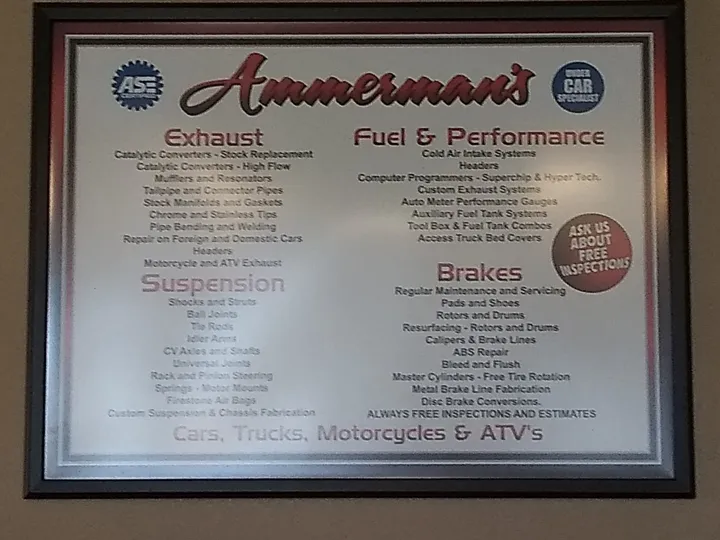 Ammerman's
ASE
CERTIFIED
UNDER
CAR
SPECIALIST
Exhaust
Catalytic Converters - Stock Replacement
Catalytic Converters - High Flow
Mufflers and Resonators
Tailpipe and Connector Pipes
Stock Manifolds and Gaskets
Chrome and Stainless Tips
Pipe Bending and Welding
Repair on Foreign and Domestic Cars
Headers
Motorcycle and ATV Exhaust
Suspension
Shocks and Struts
Ball Joints
Tie Rods
Idler Arms
CV Axles and Shafts
Universal Joints
Rack and Pinion Steering
Springs - Motor Mounts
Firestone Air Bags
Custom Suspension & Chassis Fabrication
Fuel & Performance
Cold Air Intake Systems
Headers
Computer Programmers - Superchip & Hyper Tech.
Custom Exhaust Systems
Auto Meter Performance Gauges
Auxiliary Fuel Tank Systems
Tool Box & Fuel Tank Combos
Access Truck Bed Covers
ASK US
ABOUT
FREE
INSPECTIONS
Brakes
Regular Maintenance and Servicing
Pads and Shoes
Rotors and Drums
Resurfacing - Rotors and Drums
Calipers & Brake Lines
ABS Repair
Bleed and Flush
Master Cylinders - Free Tire Rotation
Metal Brake Line Fabrication
Disc Brake Conversions.
ALWAYS FREE INSPECTIONS AND ESTIMATES
Cars, Trucks, Motorcycles & ATV's